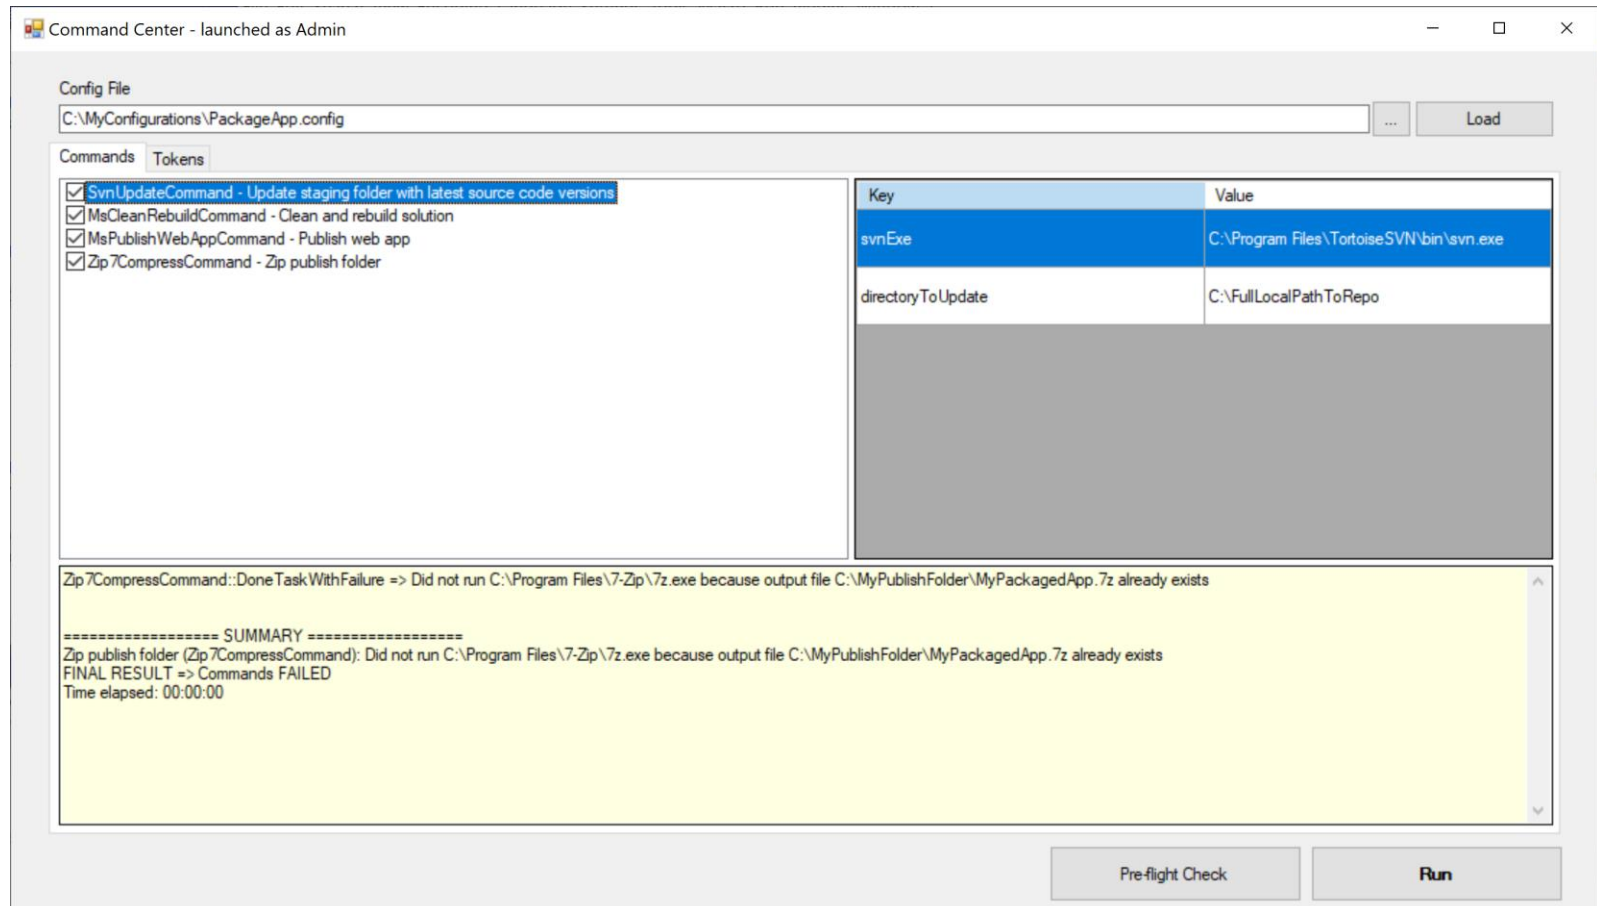 Command Center - launched as Admin
Config File
C:\MyConfigurations\PackageApp.config
...
Load
Commands
Tokens
SvnUpdateCommand - Update staging folder with latest source code versions
MsCleanRebuildCommand - Clean and rebuild solution
MsPublishWebAppCommand - Publish web app
Zip7CompressCommand - Zip publish folder
Key Value
svnExe C:\Program Files\TortoiseSVN\bin\svn.exe
directoryToUpdate C:\FullLocalPathToRepo
Zip7CompressCommand::DoneTaskWithFailure => Did not run C:\Program Files\7-Zip\7z.exe because output file C:\MyPublishFolder\MyPackagedApp.7z already exists
================== SUMMARY ==================
Zip publish folder (Zip7CompressCommand): Did not run C:\Program Files\7-Zip\7z.exe because output file C:\MyPublishFolder\MyPackagedApp.7z already exists
FINAL RESULT => Commands FAILED
Time elapsed: 00:00:00
Pre-flight Check
Run